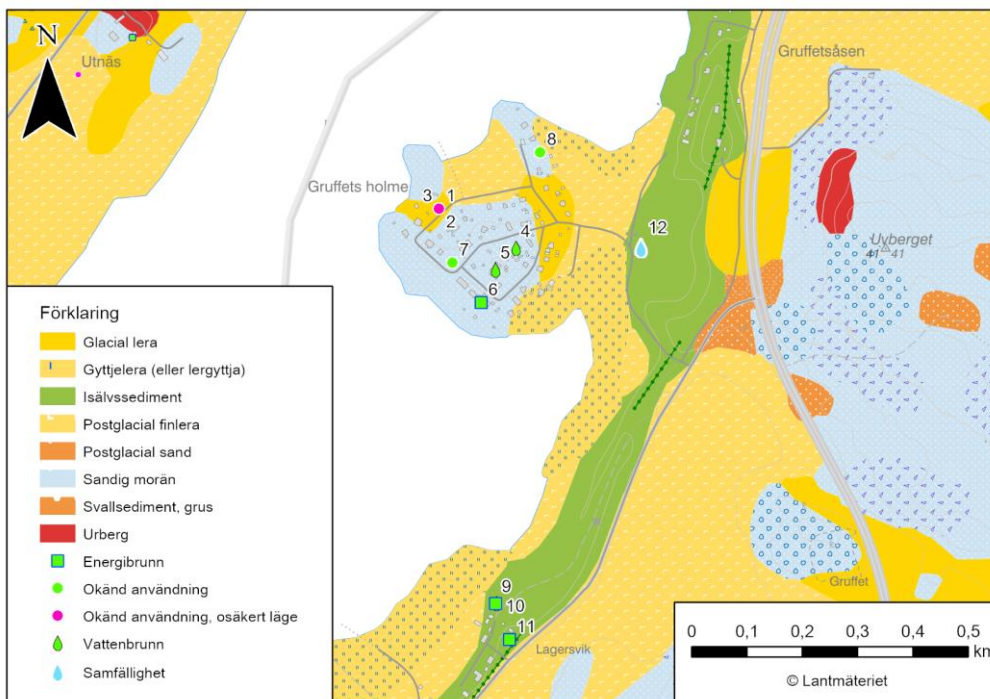 N
Utnäs
Gruffetsåsen
8
Gruffets holme
3
1
2
4
7
5
6
12
Uvberget
41 41
Förklaring
Glacial lera
Gyttjelera (eller lergyttja)
Isälvssediment
Postglacial finlera
Postglacial sand
Sandig morän
Svallsediment, grus
Urberg
Energibrunn
Okänd användning
Okänd användning, osäkert läge
Vattenbrunn
Samfällighet
9
10
11
Lagersvik
Gruffet
0 0,1 0,2 0,3 0,4 0,5
km
© Lantmäteriet